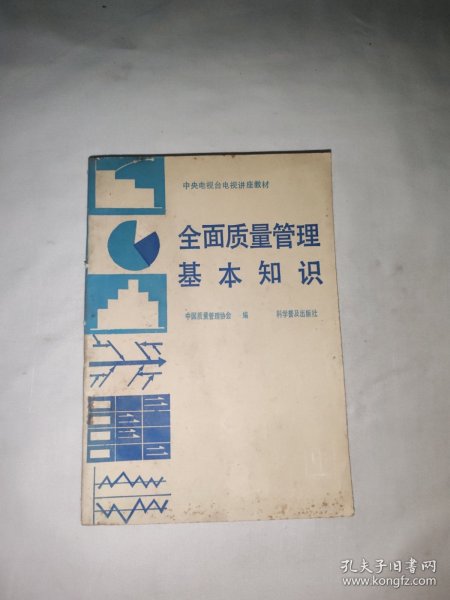 中央电视台电视讲座教材
全面质量管理
基本知识
中国质量管理协会 编 科学普及出版社
孔夫子旧书网
www.kongfz.com